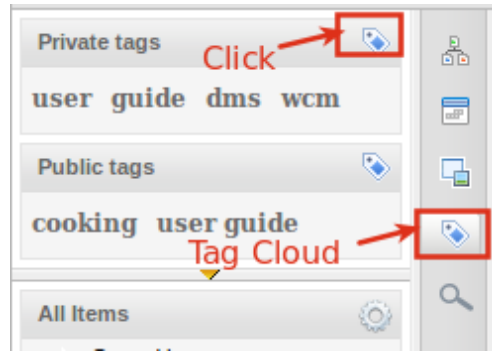 Private tags
Click
user guide dms wcm
Public tags
cooking user guide
Tag Cloud
All Items